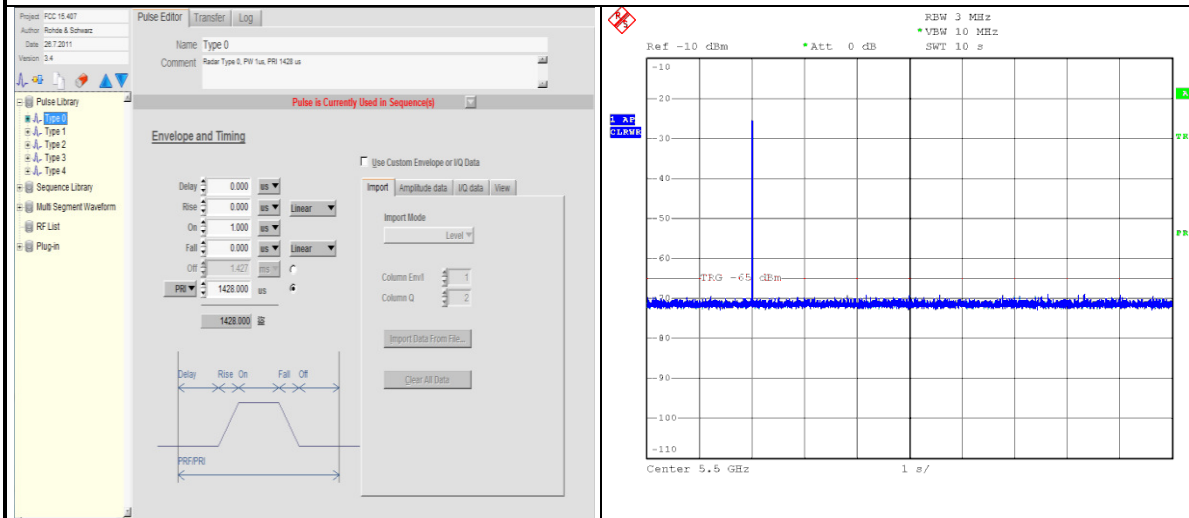 Project FCC 15.407
Author Rohde & Schwarz
Date 26.7.2011
Version 3.4
Pulse Library
Type 0
Type 1
Type 2
Type 3
Type 4
Sequence Library
Multi Segment Waveform
RF List
Plug-in
Pulse Editor Transfer Log
Name Type 0
Comment Radar Type 0, PW 1us, PRI 1428 us
Pulse is Currently Used in Sequence(s)
Envelope and Timing
Use Custom Envelope or I/Q Data
Delay 0.000 us
Rise 0.000 us Linear
On 1.000 us
Fall 0.000 us Linear
Off 1.427 ms
PRI 1428.000 us
1428.000
Import Amplitude data I/Q data View
Import Mode
Level
Column Env/I 1
Column Q 2
Import Data From File...
Clear All Data
Delay Rise On Fall Off
PRF/PRI
RBW 3 MHz
*VBW 10 MHz
Ref -10 dBm *Att 0 dB SWT 10 s
-10
-20
A
1 AP
CLRWR
TR
-30
-40
-50
PR
-60
TRG -65 dBm
-70
-80
-90
-100
-110
Center 5.5 GHz 1 s/